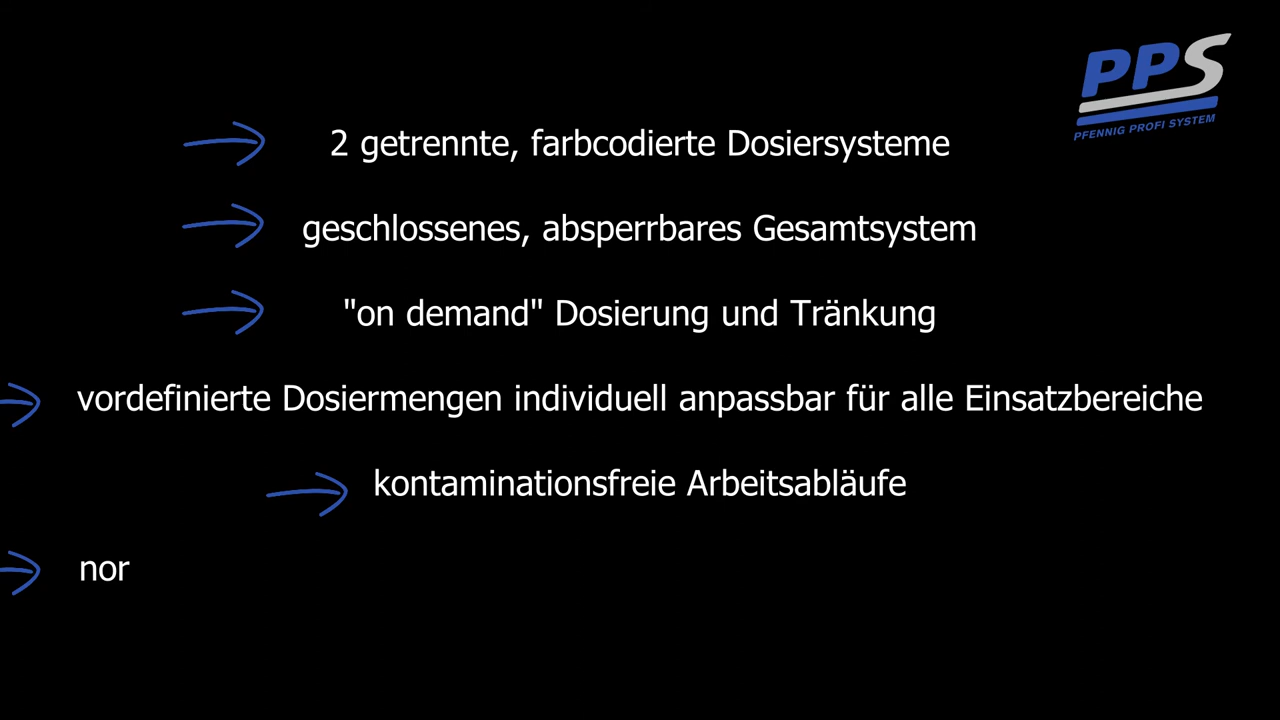 PPS
PFENNIG PROFI SYSTEM
2 getrennte, farbcodierte Dosiersysteme
geschlossenes, absperrbares Gesamtsystem
"on demand" Dosierung und Tränkung
vordefinierte Dosiermengen individuell anpassbar für alle Einsatzbereiche
kontaminationsfreie Arbeitsabläufe
nor